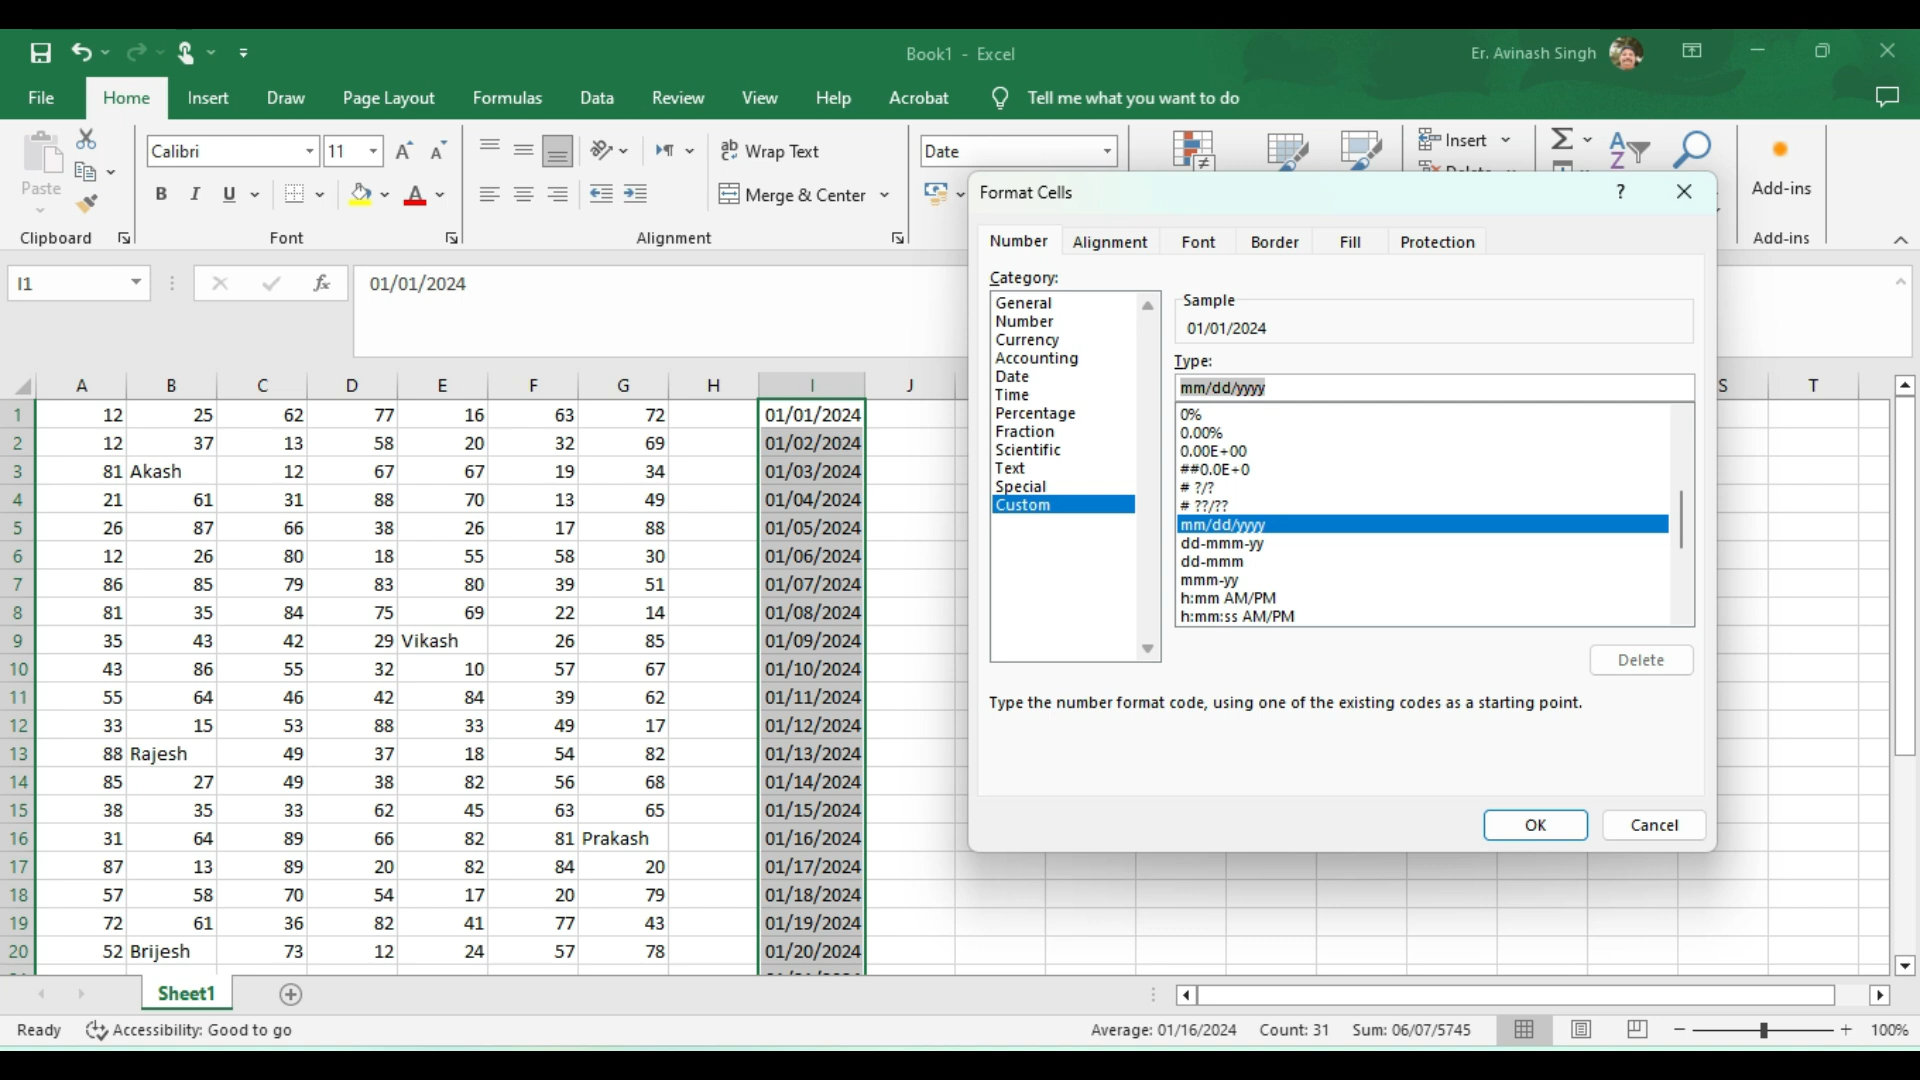 Book1 - Excel
Er. Avinash Singh
File Home Insert Draw Page Layout Formulas Data Review View Help Acrobat Tell me what you want to do
Paste
Calibri 11
B I U
Wrap Text
Merge & Center
Date
Insert
Add-ins
Clipboard Font Alignment Add-ins
I1 fx 01/01/2024
A B C D E F G H I J S T
1 12 25 62 77 16 63 72 01/01/2024
2 12 37 13 58 20 32 69 01/02/2024
3 81 Akash 12 67 67 19 34 01/03/2024
4 21 61 31 88 70 13 49 01/04/2024
5 26 87 66 38 26 17 88 01/05/2024
6 12 26 80 18 55 58 30 01/06/2024
7 86 85 79 83 80 39 51 01/07/2024
8 81 35 84 75 69 22 14 01/08/2024
9 35 43 42 29 Vikash 26 85 01/09/2024
10 43 86 55 32 10 57 67 01/10/2024
11 55 64 46 42 84 39 62 01/11/2024
12 33 15 53 88 33 49 17 01/12/2024
13 88 Rajesh 49 37 18 54 82 01/13/2024
14 85 27 49 38 82 56 68 01/14/2024
15 38 35 33 62 45 63 65 01/15/2024
16 31 64 89 66 82 81 Prakash 01/16/2024
17 87 13 89 20 82 84 20 01/17/2024
18 57 58 70 54 17 20 79 01/18/2024
19 72 61 36 82 41 77 43 01/19/2024
20 52 Brijesh 73 12 24 57 78 01/20/2024
Format Cells ?
Number Alignment Font Border Fill Protection
Category:
General
Number
Currency
Accounting
Date
Time
Percentage
Fraction
Scientific
Text
Special
Custom
Sample
01/01/2024
Type:
mm/dd/yyyy
0%
0.00%
0.00E+00
##0.0E+0
# ?/?
# ??/??
mm/dd/yyyy
dd-mmm-yy
dd-mmm
mmm-yy
h:mm AM/PM
h:mm:ss AM/PM
Delete
Type the number format code, using one of the existing codes as a starting point.
OK Cancel
Sheet1
Ready Accessibility: Good to go Average: 01/16/2024 Count: 31 Sum: 06/07/5745 100%